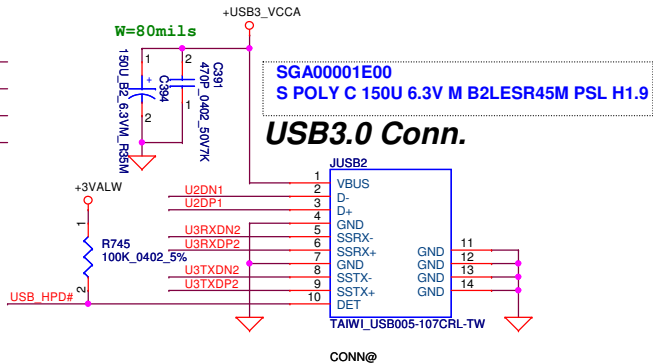 +USB3_VCCA
W=80mils
1
2
150U_B2_6.3VM_R35M
C394
+
2
1
C391
470P_0402_50V7K
SGA00001E00
S POLY C 150U 6.3V M B2LESR45M PSL H1.9
USB3.0 Conn.
JUSB2
+3VALW
1
R745
100K_0402_5%
2
USB_HPD#
U2DN1
U2DP1
U3RXDN2
U3RXDP2
U3TXDN2
U3TXDP2
1 VBUS
2 D-
3 D+
4 GND
5 SSRX-
6 SSRX+
7 GND
8 SSTX-
9 SSTX+
10 DET
GND 11
GND 12
GND 13
GND 14
TAIWI_USB005-107CRL-TW
CONN@